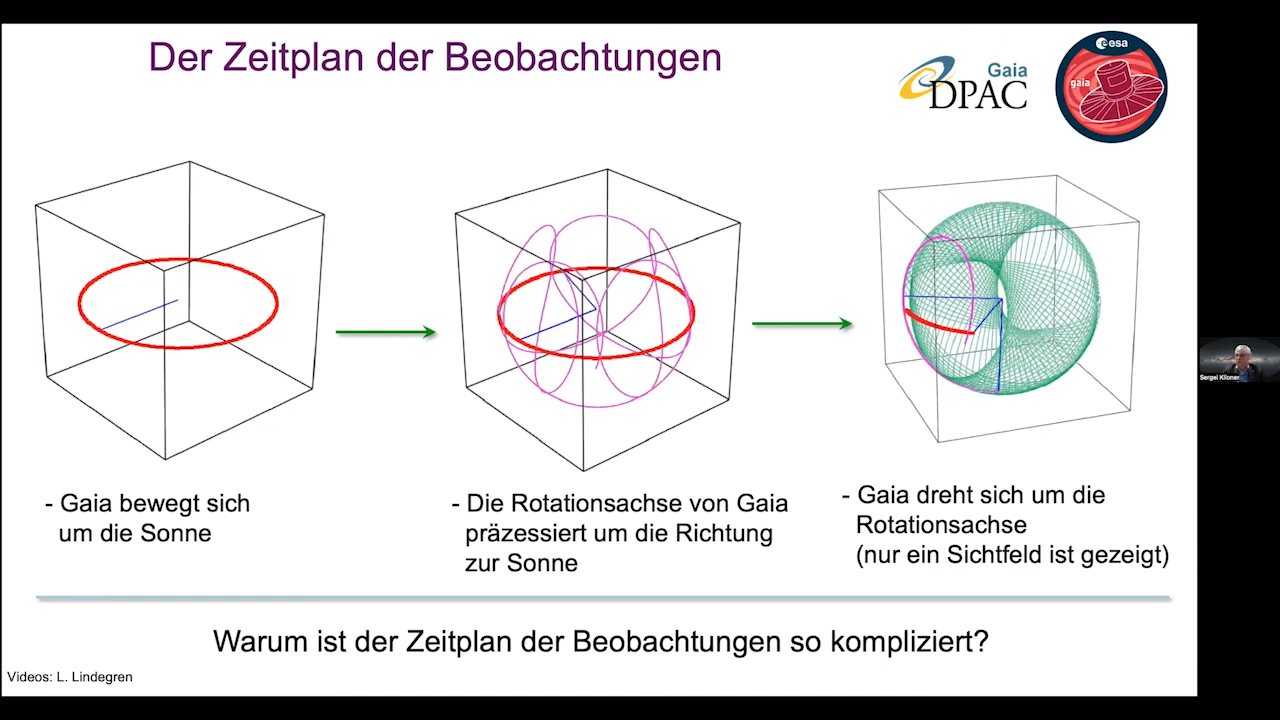 Der Zeitplan der Beobachtungen
Gaia
DPAC
esa
gaia
- Gaia bewegt sich
um die Sonne
- Die Rotationsachse von Gaia
präzessiert um die Richtung
zur Sonne
- Gaia dreht sich um die
Rotationsachse
(nur ein Sichtfeld ist gezeigt)
Sergei Klioner
Warum ist der Zeitplan der Beobachtungen so kompliziert?
Videos: L. Lindegren